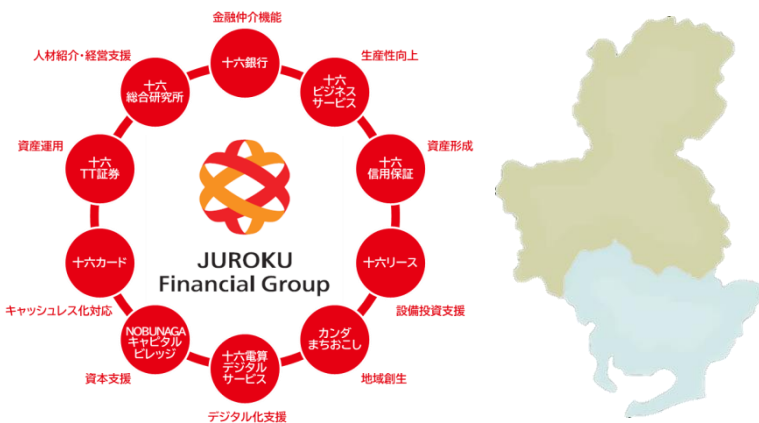 金融仲介機能
十六銀行
生産性向上
十六
ビジネス
サービス
資産形成
十六
信用保証
十六リース
設備投資支援
カンダ
まちおこし
地域創生
十六電算
デジタル
サービス
デジタル化支援
NOBUNAGA
キャピタル
ビレッジ
資本支援
十六カード
キャッシュレス化対応
十六
TT証券
資産運用
十六
総合研究所
人材紹介・経営支援
JUROKU
Financial Group